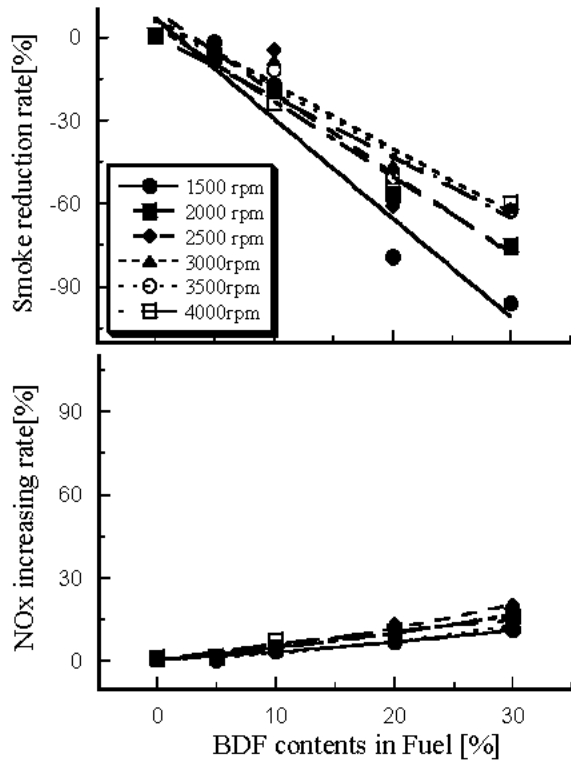 Smoke reduction rate[%]
0
-30
-60
-90
1500 rpm
2000 rpm
2500 rpm
3000rpm
3500rpm
4000rpm
NOx increasing rate[%]
90
60
30
0
0 10 20 30
BDF contents in Fuel [%]